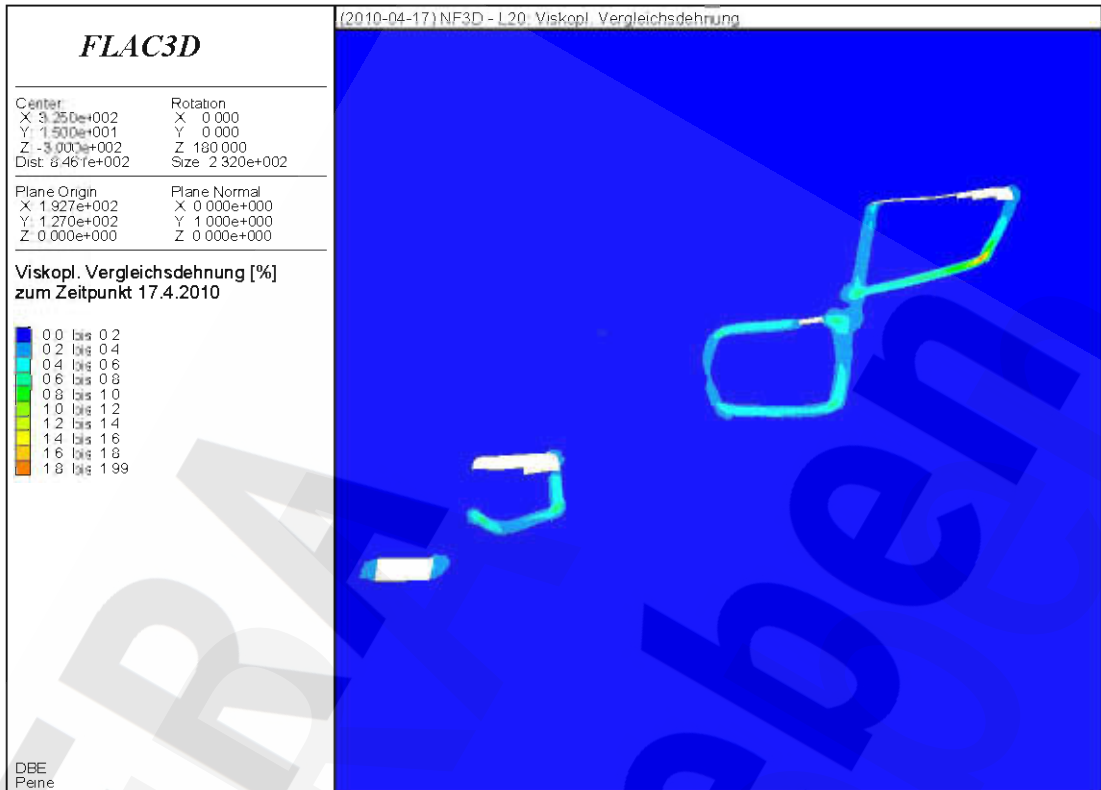 (2010-04-17) NF3D - L20: Viskopl. Vergleichsdehnung
FLAC3D
Center: Rotation
X: 3.250e+002 X: 0.000
Y: 1.500e+001 Y: 0.000
Z: -3.000e+002 Z: 180.000
Dist: 8.461e+002 Size: 2.320e+002
Plane Origin Plane Normal
X: 1.927e+002 X: 0.000e+000
Y: 1.270e+002 Y: 1.000e+000
Z: 0.000e+000 Z: 0.000e+000
Viskopl. Vergleichsdehnung [%]
zum Zeitpunkt 17.4.2010
0.0 bis 0.2
0.2 bis 0.4
0.4 bis 0.6
0.6 bis 0.8
0.8 bis 1.0
1.0 bis 1.2
1.2 bis 1.4
1.4 bis 1.6
1.6 bis 1.8
1.8 bis 1.99
DBE
Peine